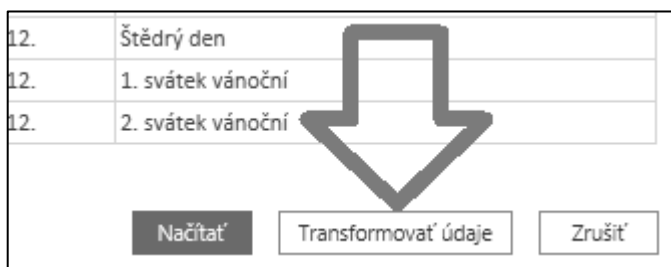 12. Štědrý den
12. 1. svátek vánoční
12. 2. svátek vánoční
Načítať Transformovať údaje Zrušiť